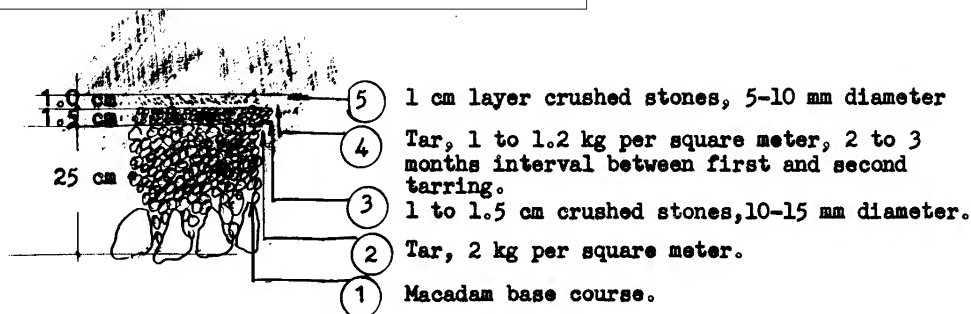 1.0 cm
5 1 cm layer crushed stones, 5-10 mm diameter
1.5 cm
4 Tar, 1 to 1.2 kg per square meter, 2 to 3
months interval between first and second
tarring.
25 cm
3 1 to 1.5 cm crushed stones,10-15 mm diameter.
2 Tar, 2 kg per square meter.
1 Macadam base course.